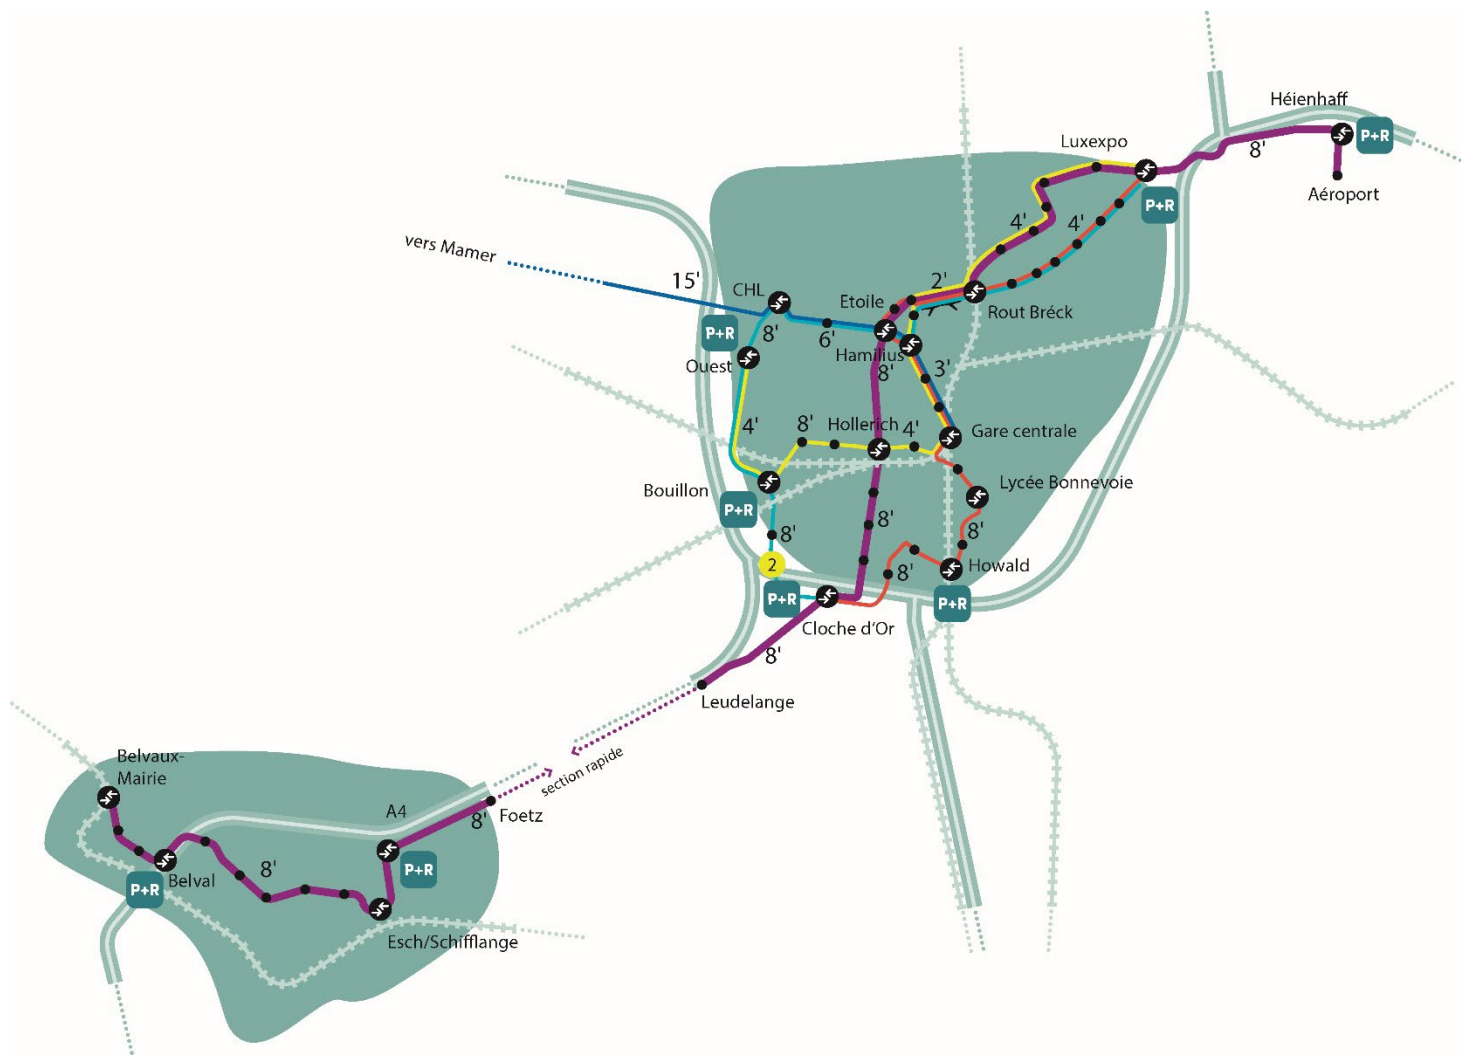 Héienhaff
P+R
Luxexpo
8'
Aéroport
P+R
4'
4'
vers Mamer
15'
CHL
2'
Etoile
Rout Bréck
P+R
8'
6'
Ouest
Hamilius
8'
3'
4'
8'
Hollerich
4'
Gare centrale
Bouillon
Lycée Bonnevoie
P+R
8'
8'
8'
2
8'
Howald
P+R
P+R
Cloche d'Or
8'
Leudelange
section rapide
Belvaux-
Mairie
A4
8'
Foetz
8'
P+R
Belval
P+R
Esch/Schifflange